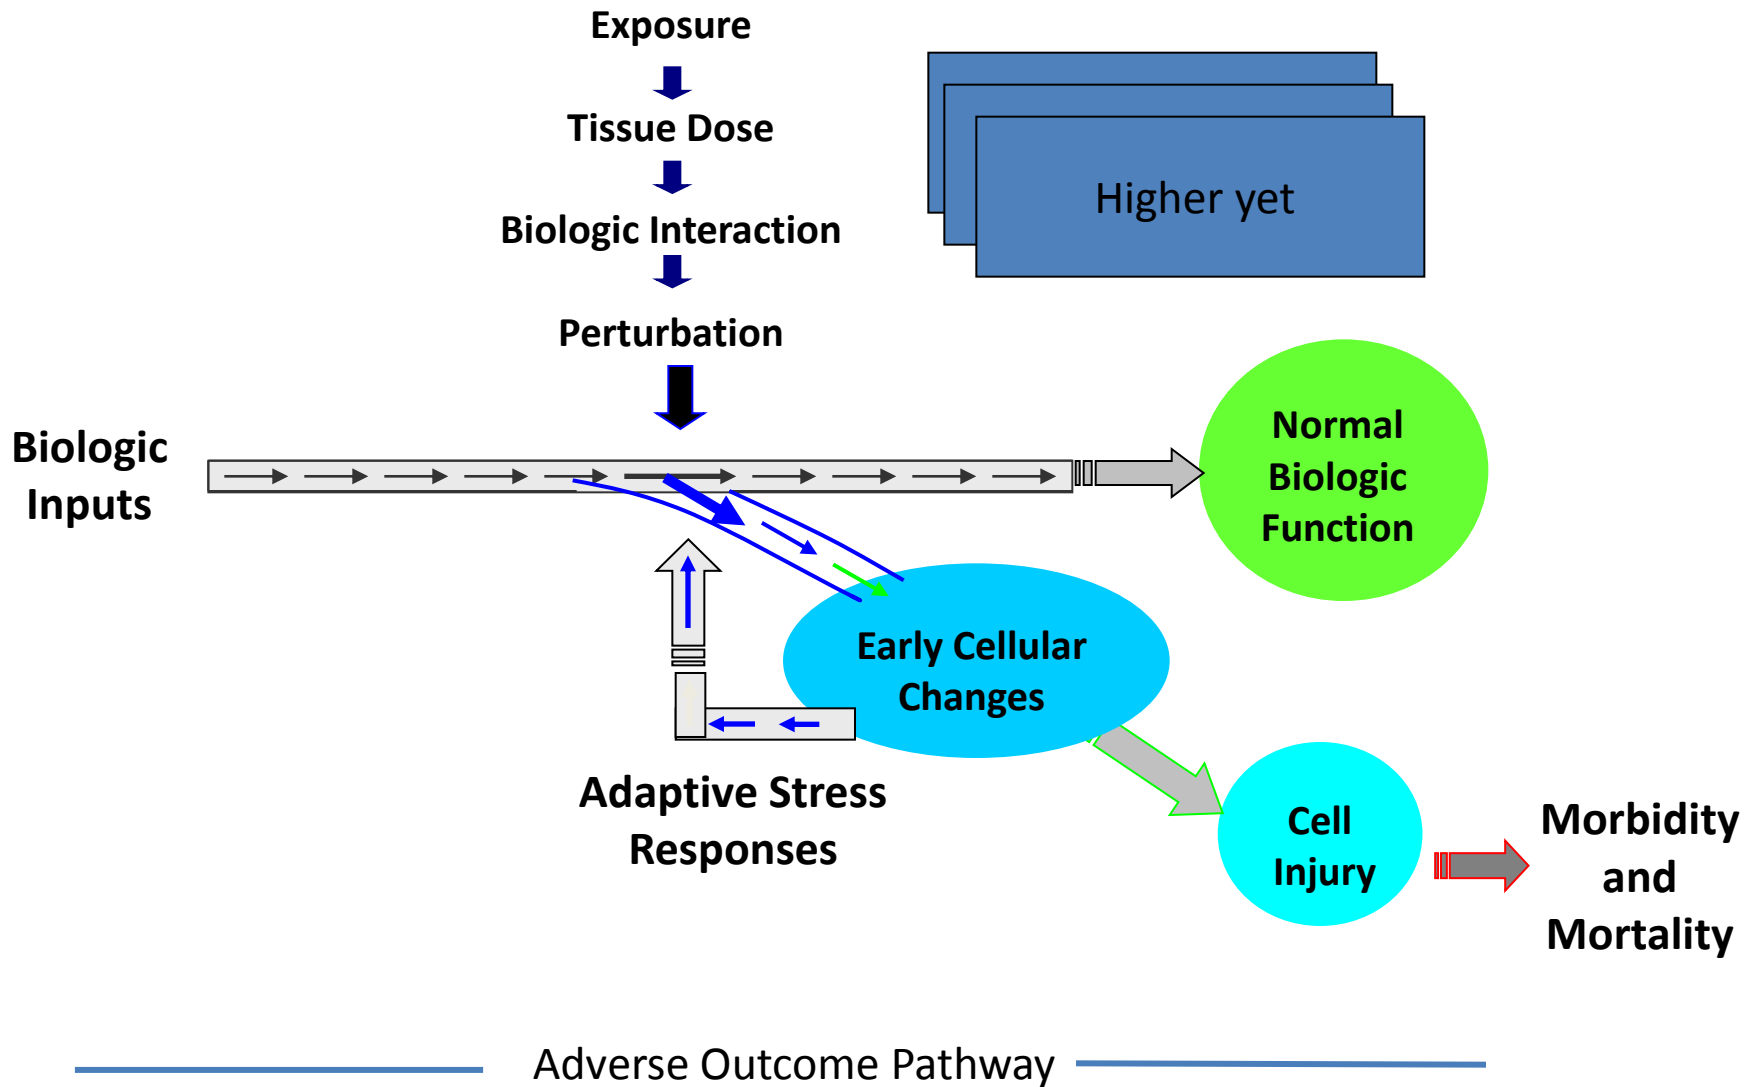 Exposure
Tissue Dose
Biologic Interaction
Perturbation
Higher yet
Biologic
Inputs
Normal
Biologic
Function
Early Cellular
Changes
Adaptive Stress
Responses
Cell
Injury
Morbidity
and
Mortality
Adverse Outcome Pathway